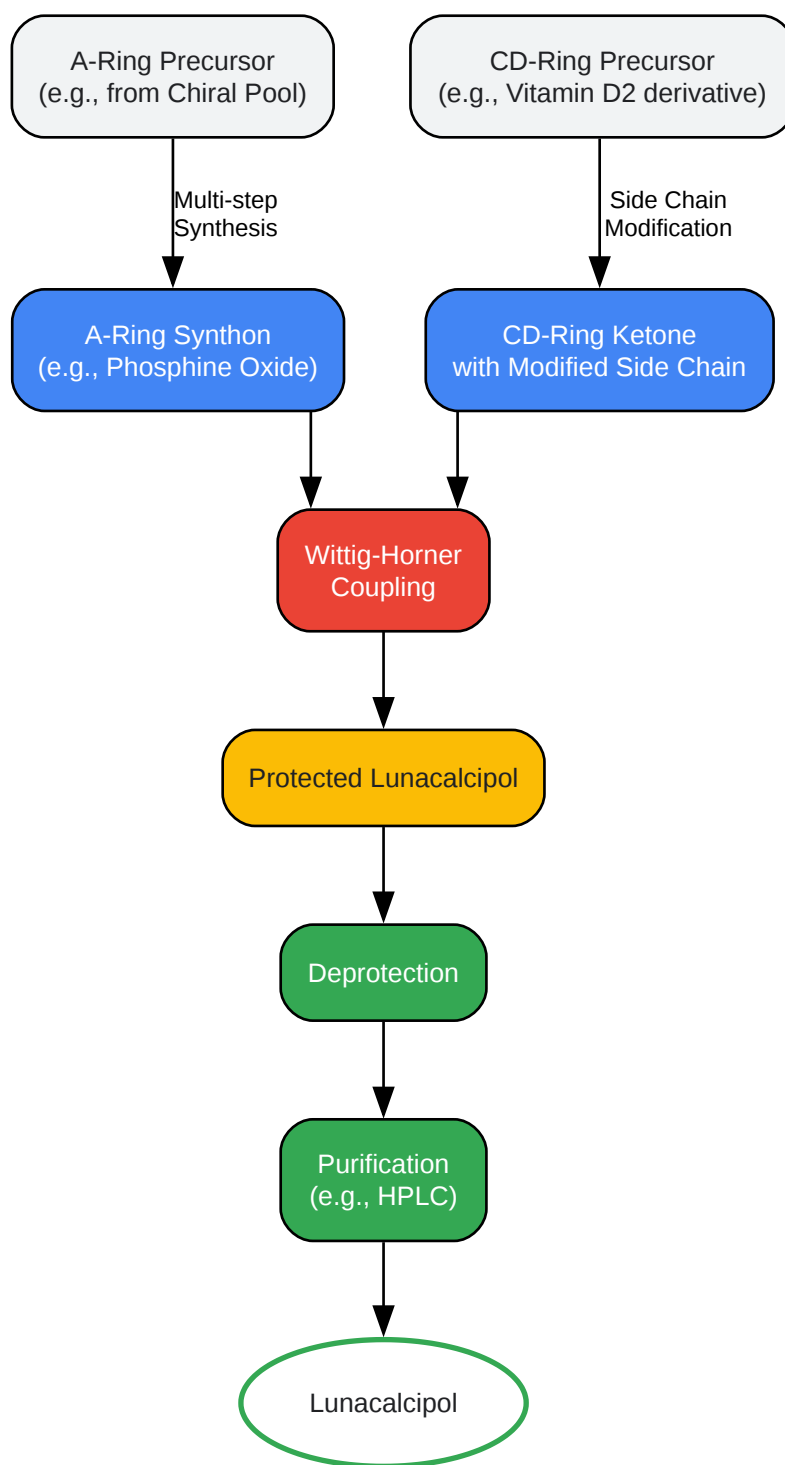 A-Ring Precursor
(e.g., from Chiral Pool)
CD-Ring Precursor
(e.g., Vitamin D2 derivative)
Multi-step
Synthesis
Side Chain
Modification
A-Ring Synthon
(e.g., Phosphine Oxide)
CD-Ring Ketone
with Modified Side Chain
Wittig-Horner
Coupling
Protected Lunacalcipol
Deprotection
Purification
(e.g., HPLC)
Lunacalcipol